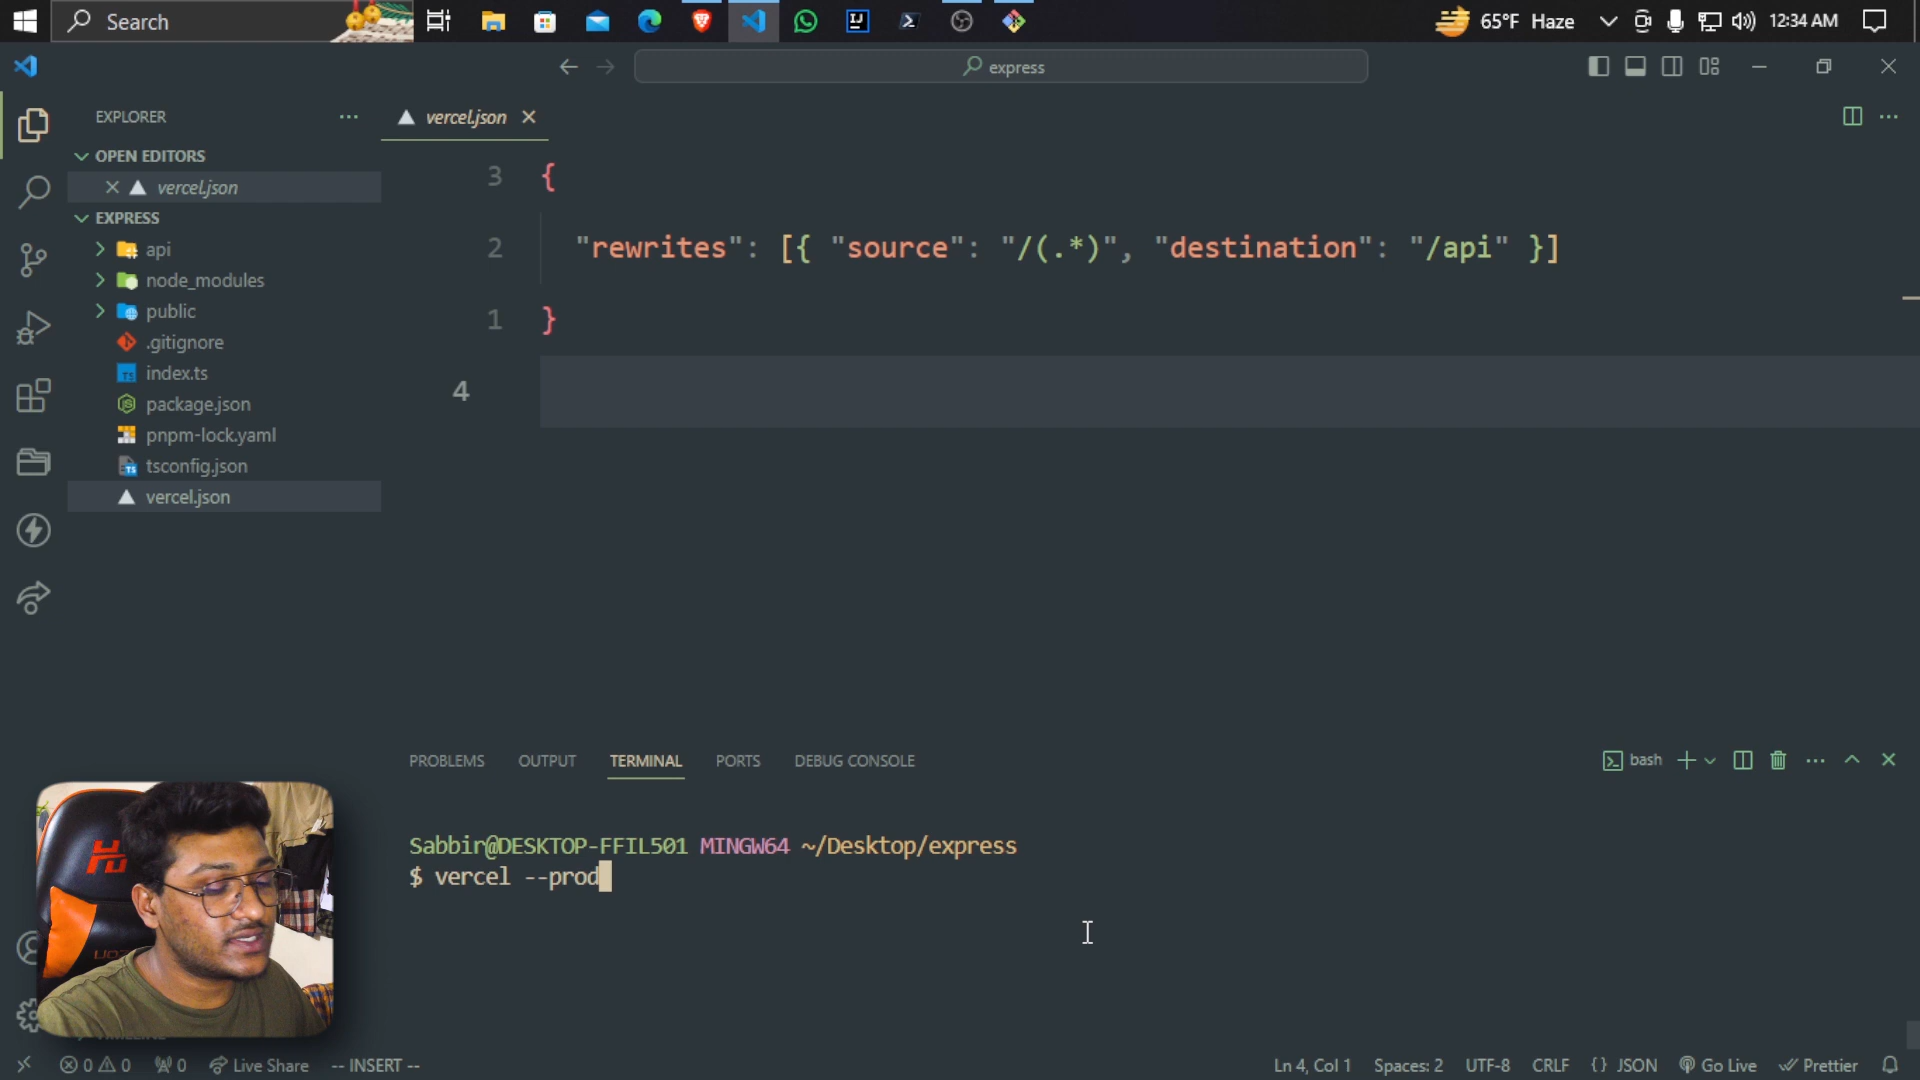 Search
65°F Haze
12:34 AM
express
EXPLORER
vercel.json
OPEN EDITORS
vercel.json
EXPRESS
api
node_modules
public
.gitignore
index.ts
package.json
pnpm-lock.yaml
tsconfig.json
vercel.json
3 {
2 "rewrites": [{ "source": "/(.*)", "destination": "/api" }]
1 }
4
PROBLEMS OUTPUT TERMINAL PORTS DEBUG CONSOLE
bash
Sabbir@DESKTOP-FFIL501 MINGW64 ~/Desktop/express
$ vercel --prod
0 0 0 Live Share -- INSERT --
Ln 4, Col 1 Spaces: 2 UTF-8 CRLF {} JSON Go Live Prettier